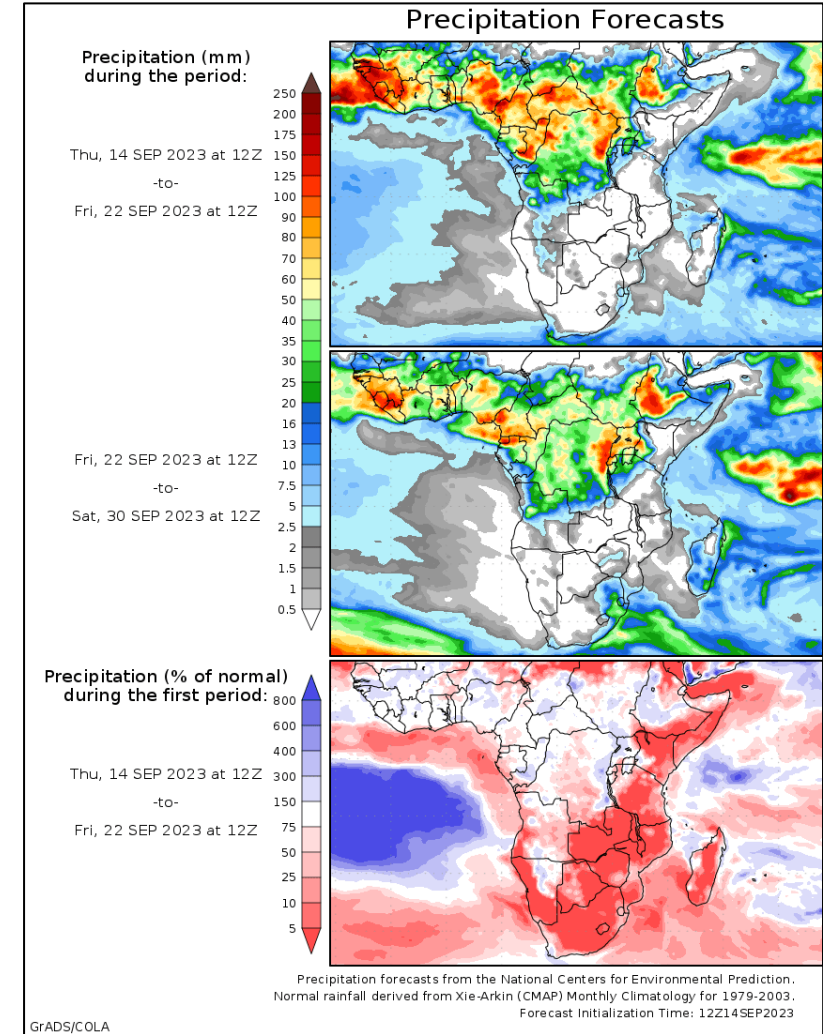 Precipitation Forecasts
Precipitation (mm)
during the period:
250
200
175
150
125
100
90
80
70
60
50
40
35
30
25
20
16
13
10
7.5
5
2.5
2
1.5
1
0.5
Thu, 14 SEP 2023 at 12Z
-to-
Fri, 22 SEP 2023 at 12Z
Fri, 22 SEP 2023 at 12Z
-to-
Sat, 30 SEP 2023 at 12Z
Precipitation (% of normal)
during the first period:
800
600
400
300
150
75
50
25
10
5
Thu, 14 SEP 2023 at 12Z
-to-
Fri, 22 SEP 2023 at 12Z
Precipitation forecasts from the National Centers for Environmental Prediction.
Normal rainfall derived from Xie-Arkin (CMAP) Monthly Climatology for 1979-2003.
Forecast Initialization Time: 12Z14SEP2023
GrADS/COLA